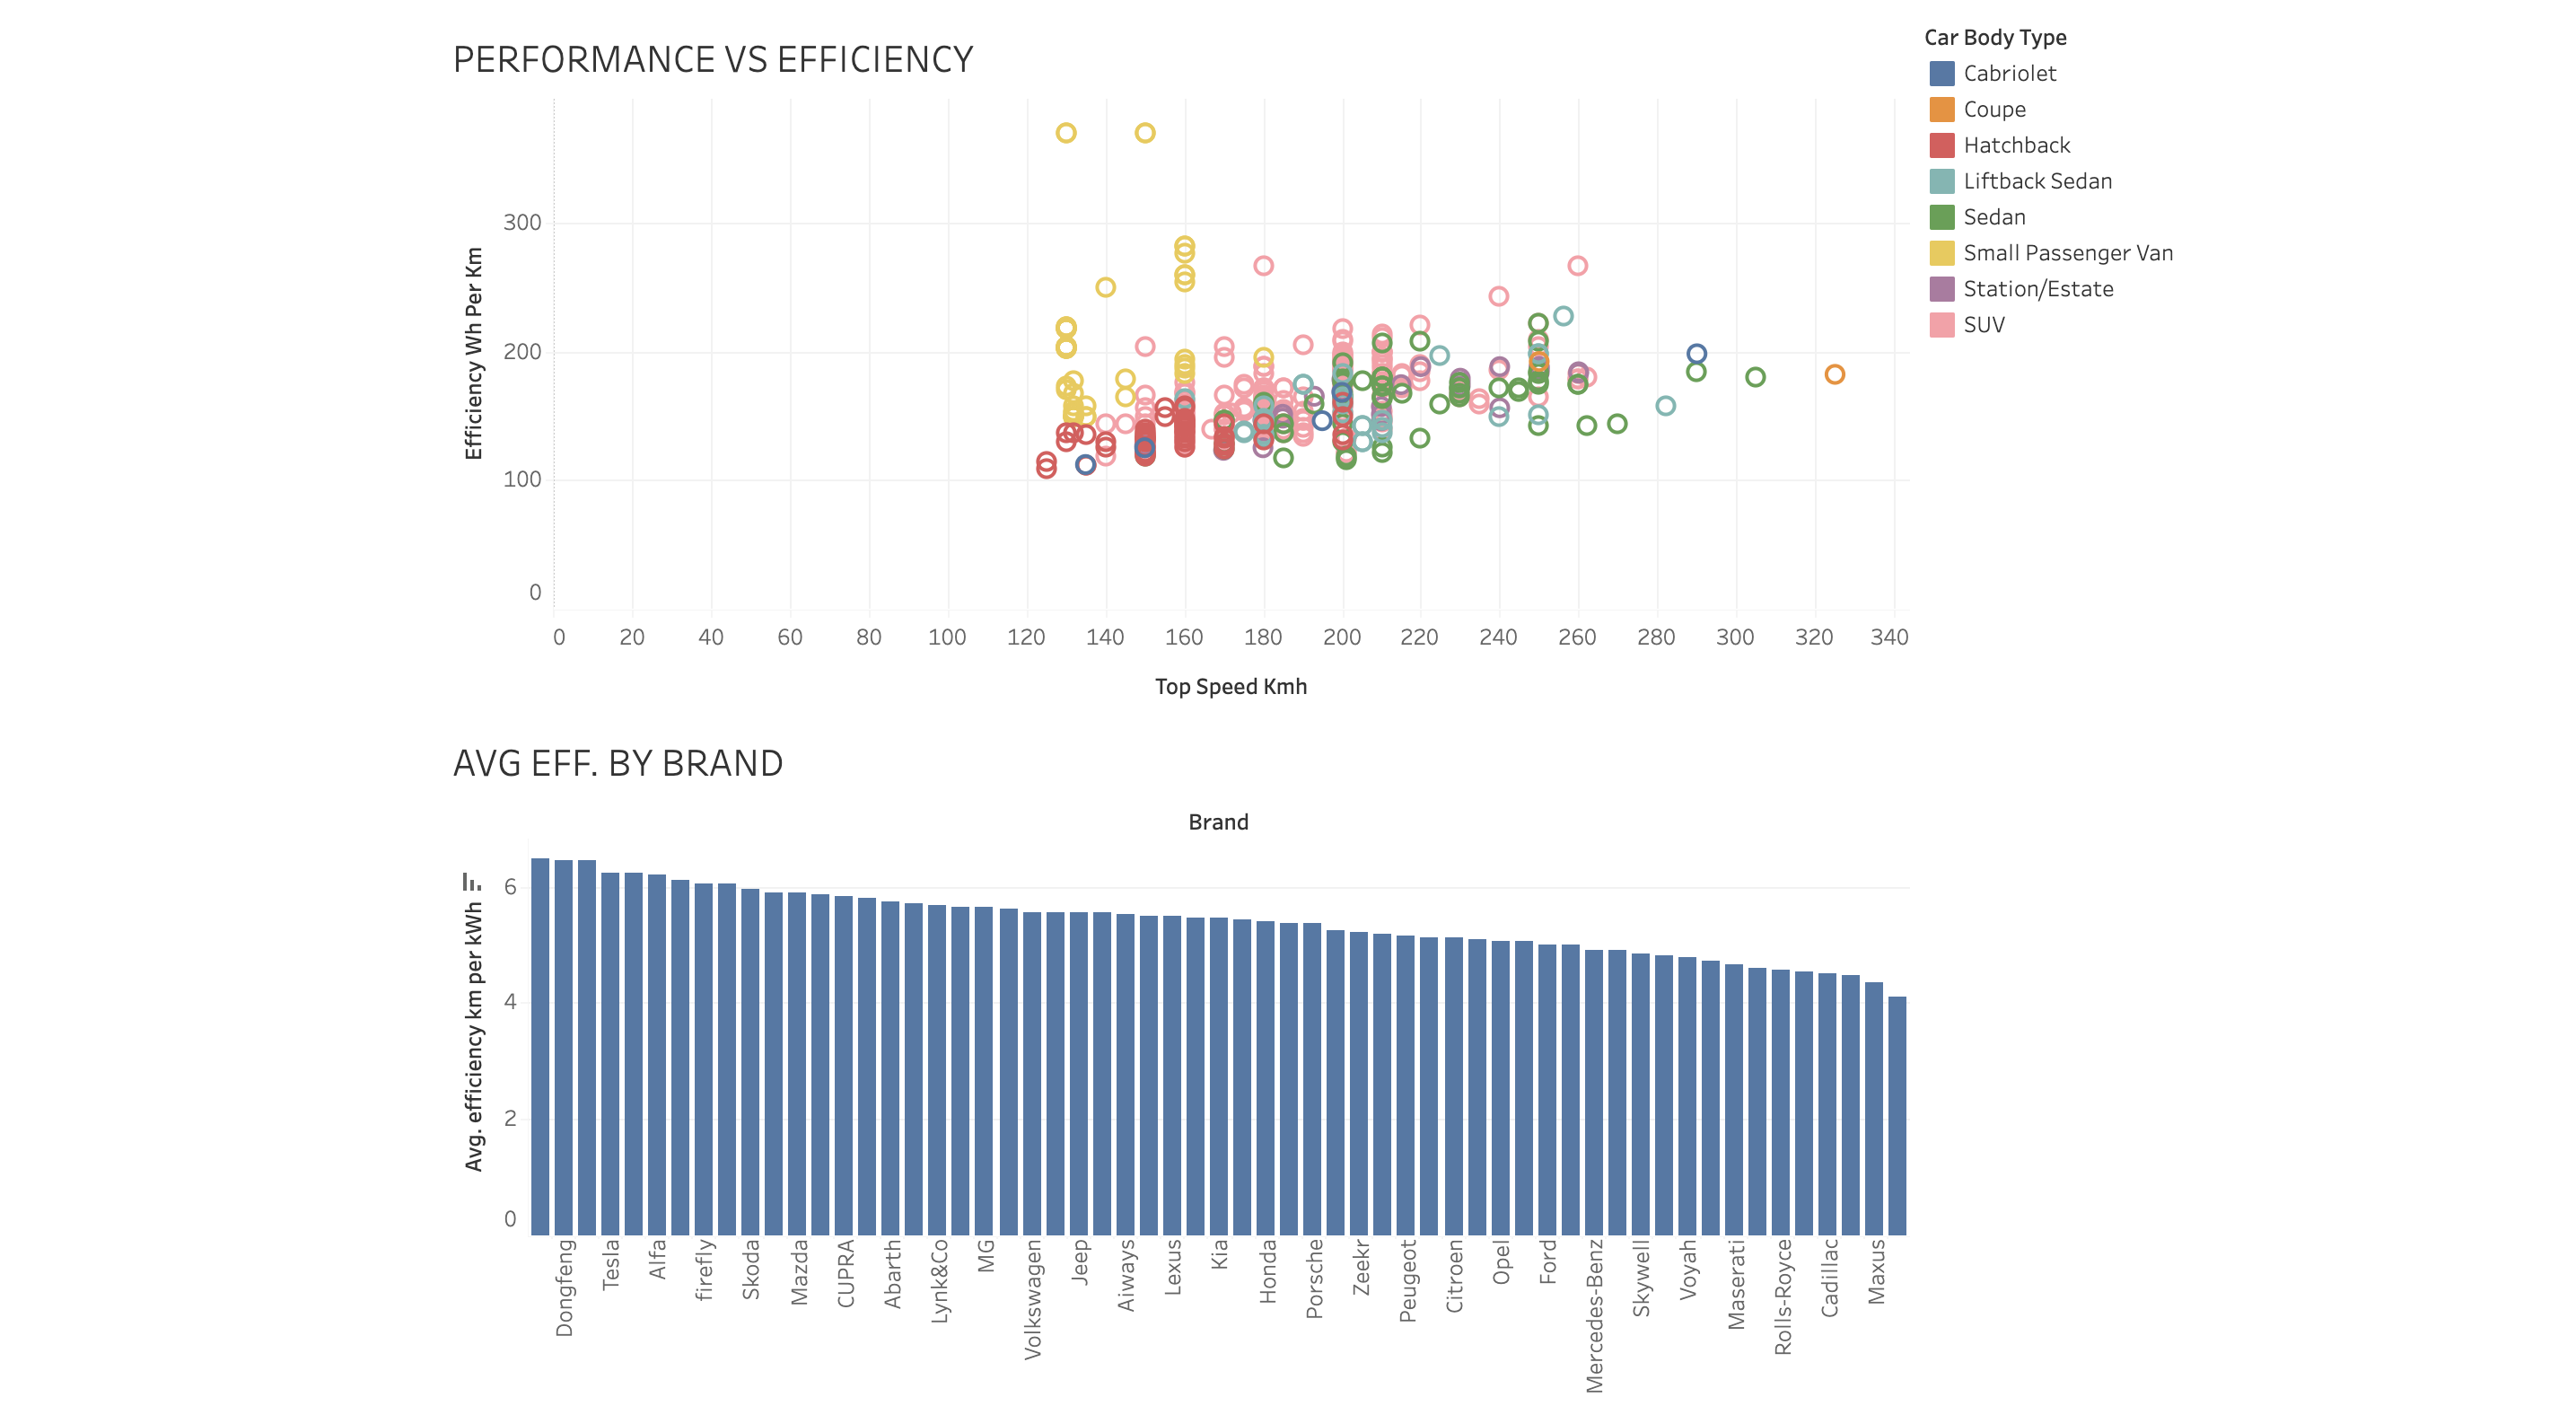 PERFORMANCE VS EFFICIENCY
Car Body Type
Cabriolet
Coupe
Hatchback
Liftback Sedan
Sedan
Small Passenger Van
Station/Estate
SUV
Efficiency Wh Per Km
300
200
100
0
0 20 40 60 80 100 120 140 160 180 200 220 240 260 280 300 320 340
Top Speed Kmh
AVG EFF. BY BRAND
Brand
Avg. efficiency km per kWh
6
4
2
0
Dongfeng
Tesla
Alfa
firefly
Skoda
Mazda
CUPRA
Abarth
Lynk&Co
MG
Volkswagen
Jeep
Aiways
Lexus
Kia
Honda
Porsche
Zeekr
Peugeot
Citroen
Opel
Ford
Mercedes-Benz
Skywell
Voyah
Maserati
Rolls-Royce
Cadillac
Maxus